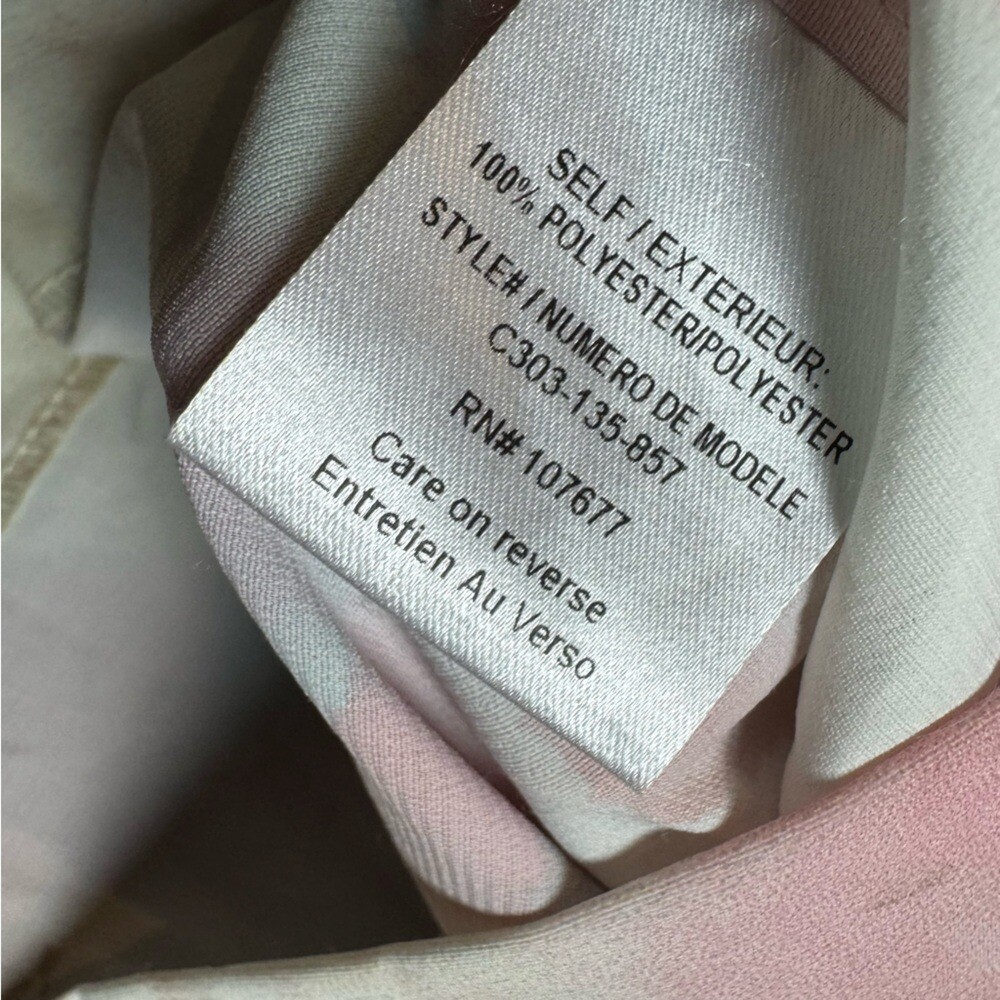 SELF / EXTERIEUR:
100% POLYESTER/POLYESTER
STYLE# / NUMERO DE MODELE
C303-135-857
RN# 107677
Care on reverse
Entretien Au Verso